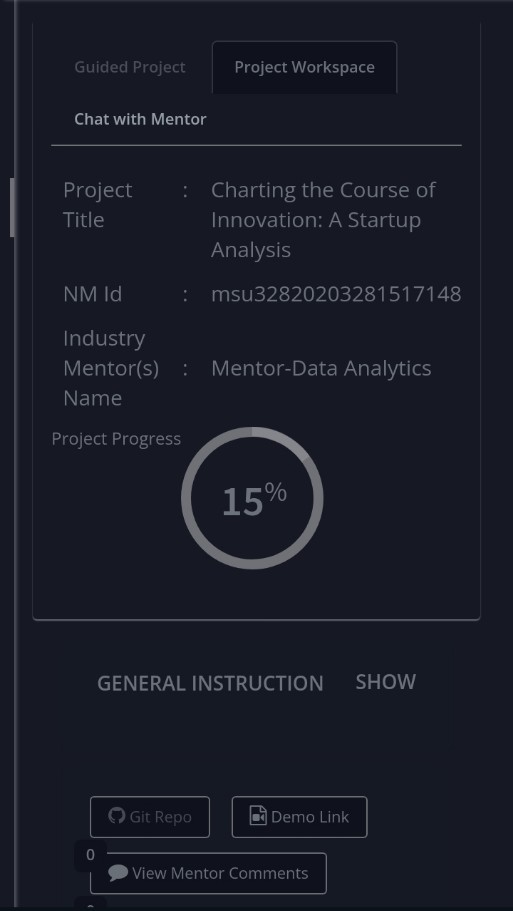 Guided Project
Project Workspace
Chat with Mentor
Project : Charting the Course of
Title Innovation: A Startup
Analysis
NM Id : msu32820203281517148
Industry
Mentor(s) : Mentor-Data Analytics
Name
Project Progress
15%
GENERAL INSTRUCTION SHOW
Git Repo
Demo Link
0
View Mentor Comments